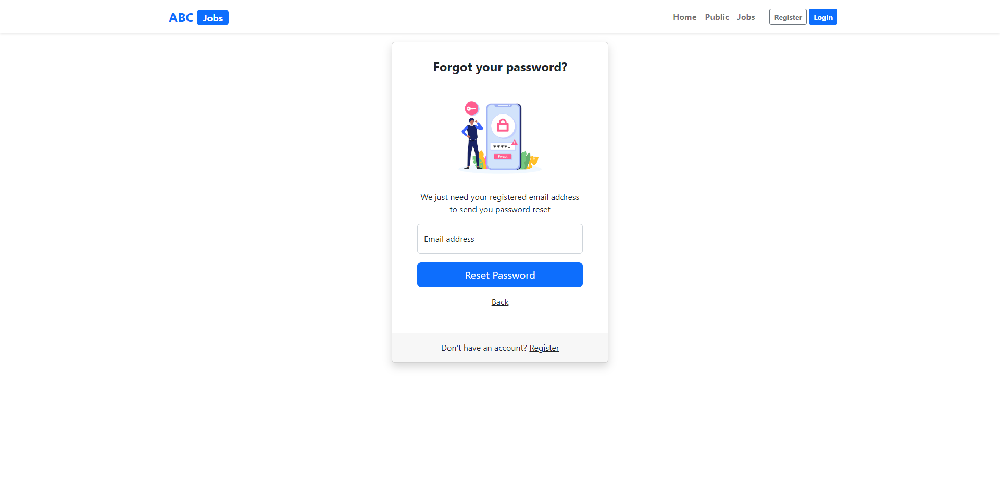 ABC Jobs
Home Public Jobs Register Login
Forgot your password?
****_
Forgot
We just need your registered email address
to send you password reset
Email address
Reset Password
Back
Don't have an account? Register